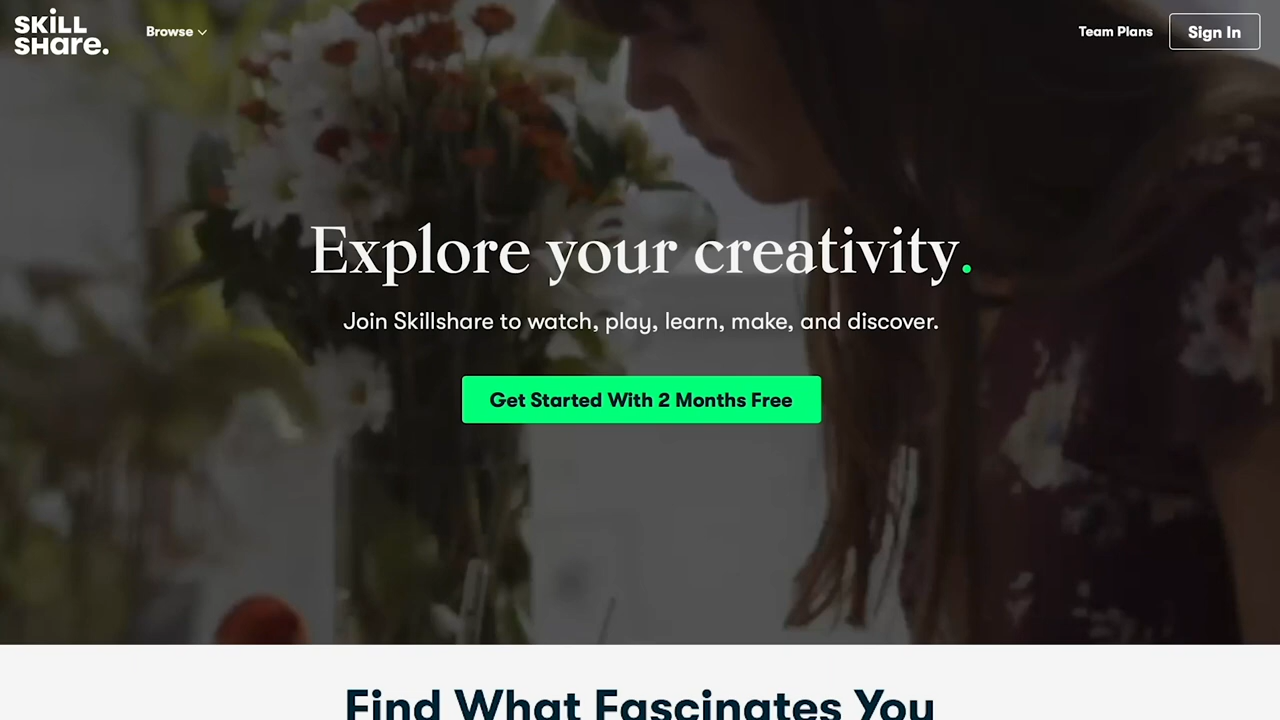 SKILL
SHare.
Browse
Team Plans
Sign In
Explore your creativity.
Join Skillshare to watch, play, learn, make, and discover.
Get Started With 2 Months Free
Find What Fascinates You